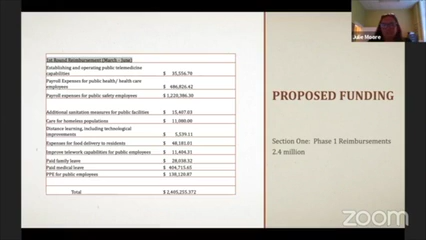 Julie Moore
1st Round Reimbursement (March – June)
Establishing and operating public telemedicine
capabilities $ 35,556.78
Payroll Expenses for public health/ health care
employees $ 486,826.42
Payroll expenses for public safety employees $ 1,220,986.30
Additional sanitation measures for public facilities $ 15,407.03
Care for homeless populations $ 11,080.00
Distance learning, including technological
improvements $ 5,539.11
Expenses for food delivery to residents $ 48,181.01
Improve telework capabilities for public employees $ 11,404.31
Paid family leave $ 28,038.32
Paid medical leave $ 404,715.65
PPE for public employees $ 138,120.87
Total $ 2,405,255.372
PROPOSED FUNDING
Section One: Phase 1 Reimbursements
2.4 million
zoom